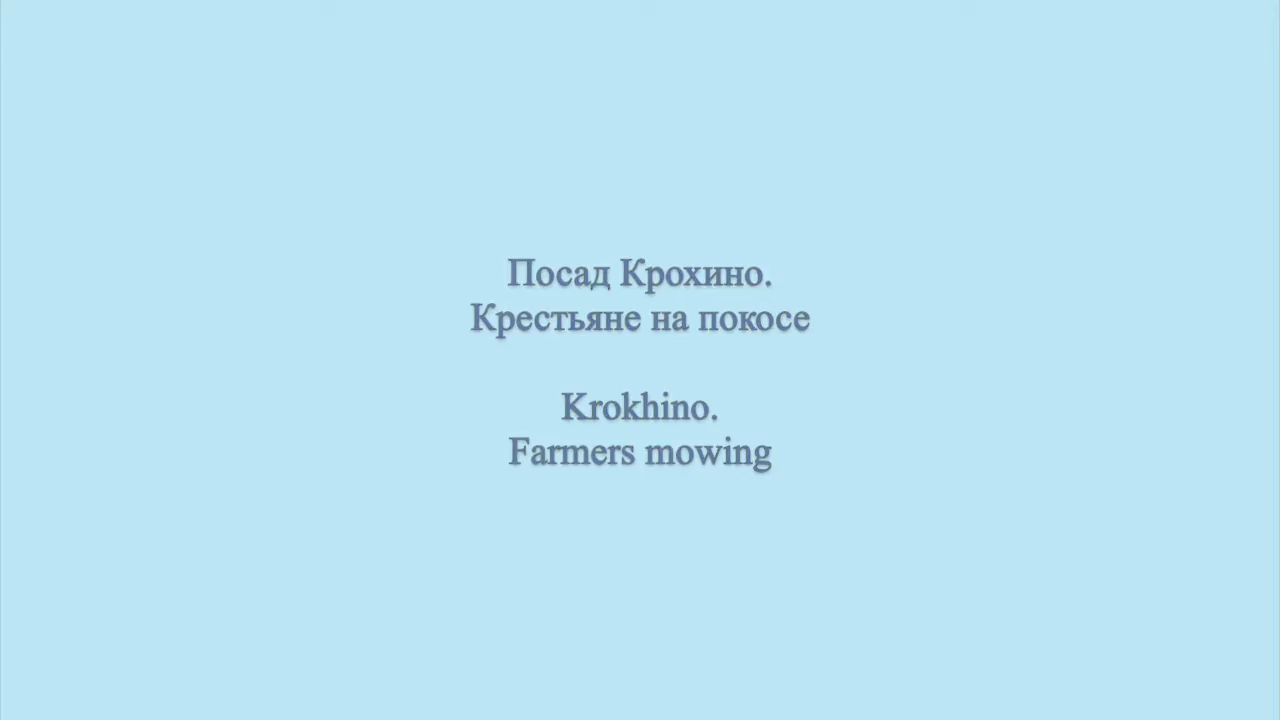 Посад Крохино.
Крестьяне на покосе
Krokhino.
Farmers mowing